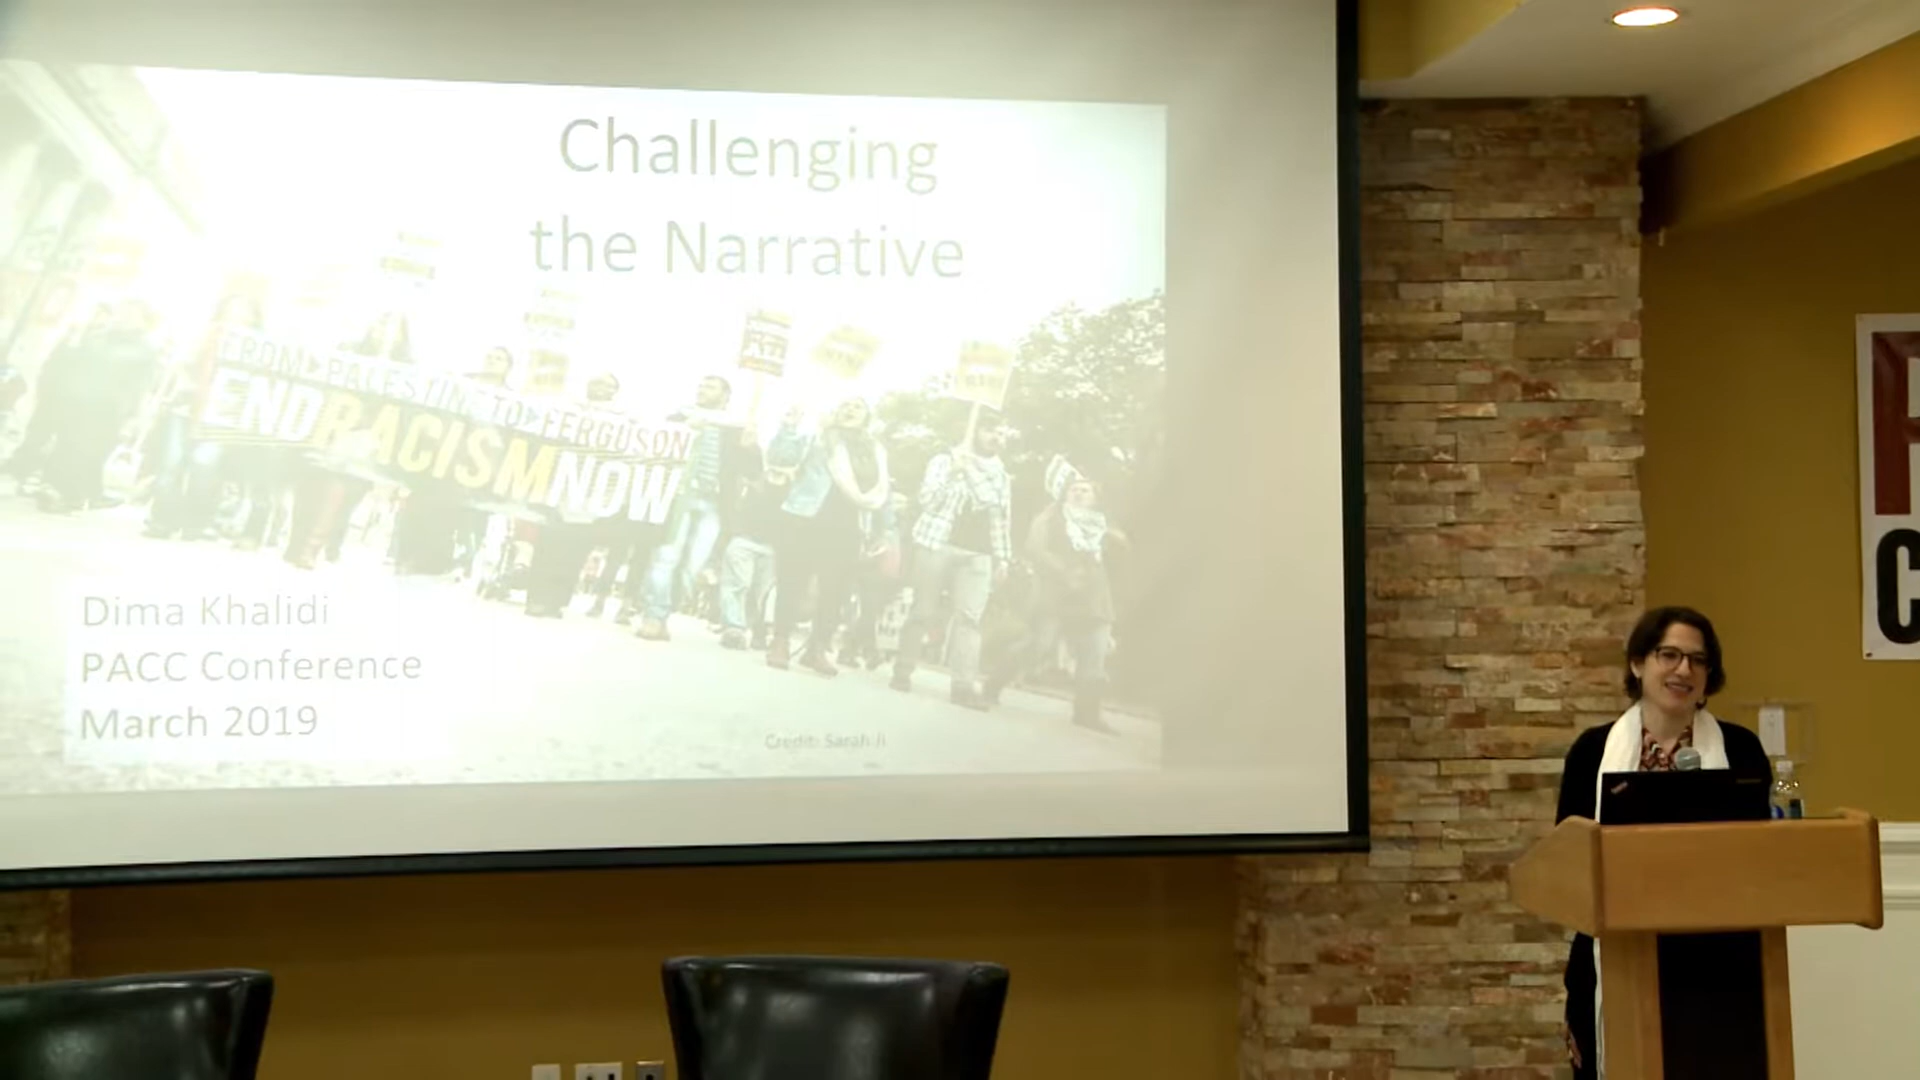 Challenging
the Narrative
FROM PALESTINE TO FERGUSON
END RACISM NOW
Dima Khalidi
PACC Conference
March 2019
Credit: Sarah Ji
C